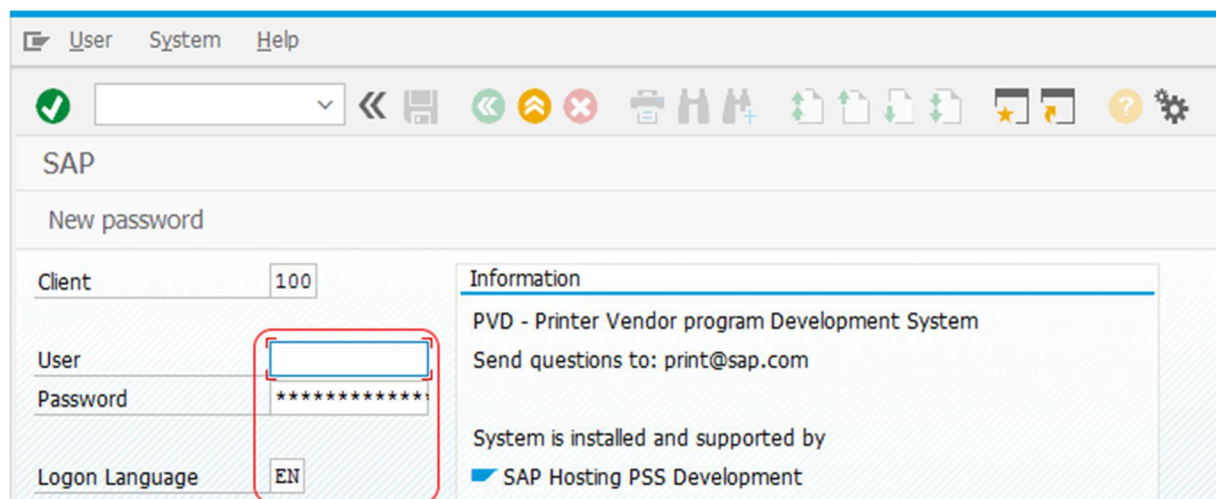 User System Help
SAP
New password
Client 100
Information
PVD - Printer Vendor program Development System
User
Send questions to: print@sap.com
Password *************
System is installed and supported by
Logon Language EN
SAP Hosting PSS Development